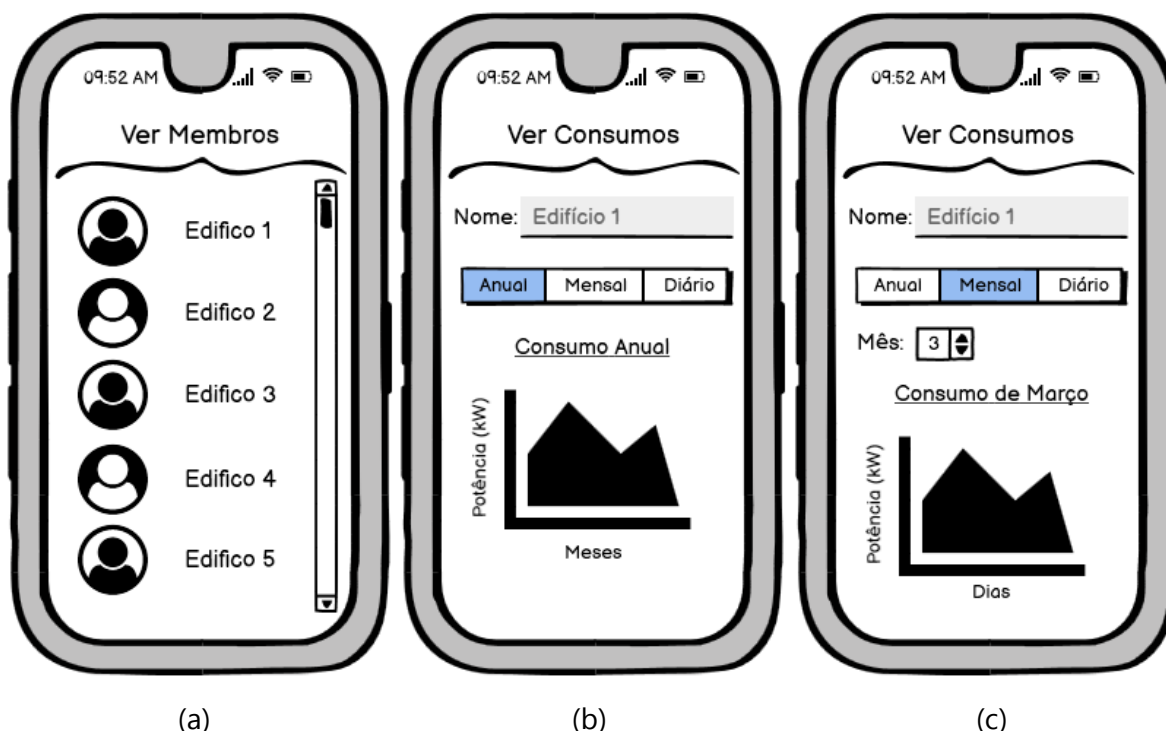 09:52 AM
Ver Membros
Edifico 1
Edifico 2
Edifico 3
Edifico 4
Edifico 5
(a)
09:52 AM
Ver Consumos
Nome: Edifício 1
Anual Mensal Diário
Consumo Anual
Potência (kW)
Meses
(b)
09:52 AM
Ver Consumos
Nome: Edifício 1
Anual Mensal Diário
Mês: 3
Consumo de Março
Potência (kW)
Dias
(c)